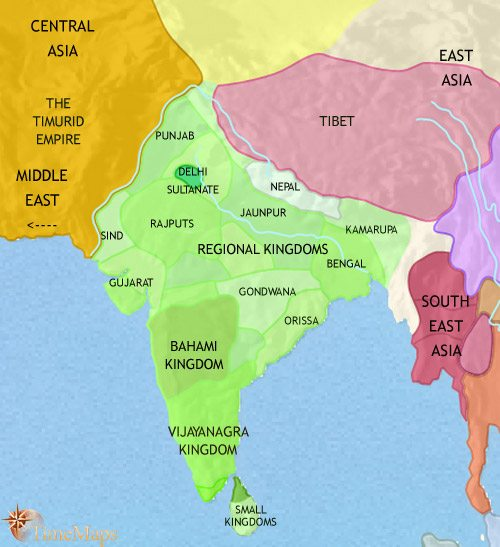 CENTRAL
ASIA
EAST
ASIA
THE
TIMURID
EMPIRE
TIBET
PUNJAB
MIDDLE
EAST
<----
DELHI
SULTANATE
NEPAL
JAUNPUR
RAJPUTS
SIND
KAMARUPA
REGIONAL KINGDOMS
BENGAL
GUJARAT
GONDWANA
ORISSA
SOUTH
EAST
ASIA
BAHAMI
KINGDOM
VIJAYANAGRA
KINGDOM
SMALL
KINGDOMS
TimeMaps